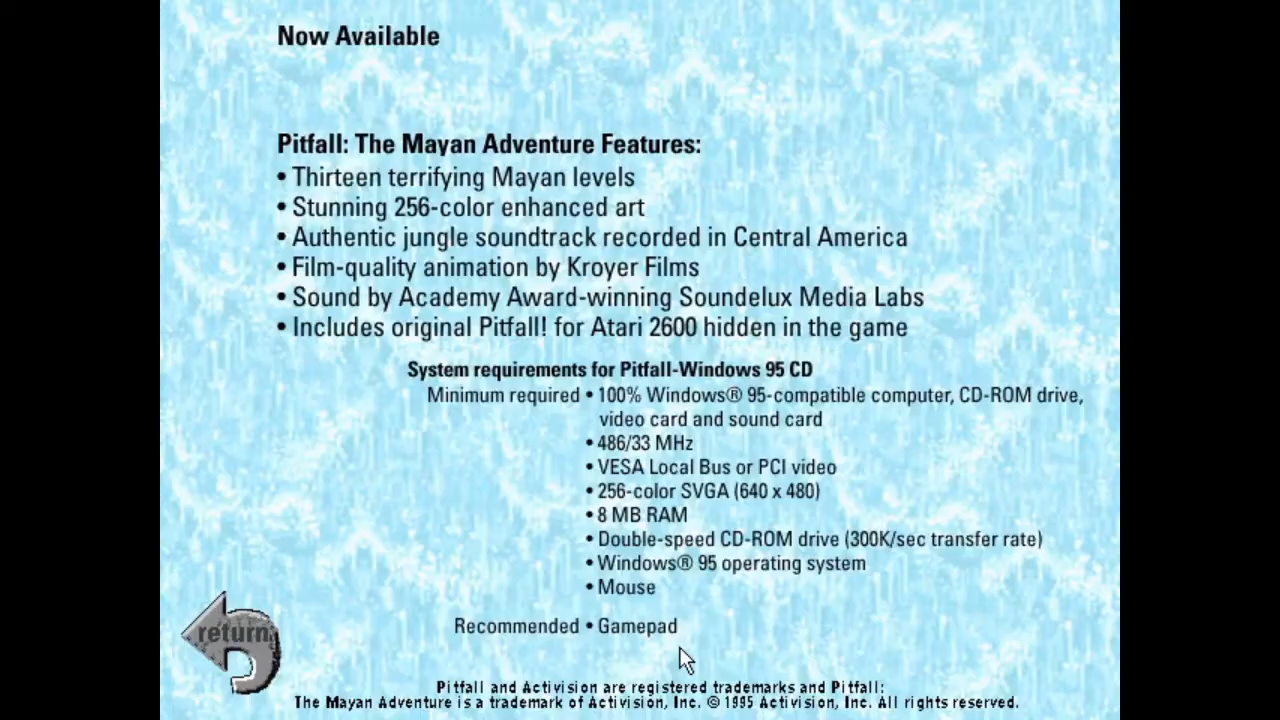 Now Available
Pitfall: The Mayan Adventure Features:
• Thirteen terrifying Mayan levels
• Stunning 256-color enhanced art
• Authentic jungle soundtrack recorded in Central America
• Film-quality animation by Kroyer Films
• Sound by Academy Award-winning Soundelux Media Labs
• Includes original Pitfall! for Atari 2600 hidden in the game
System requirements for Pitfall-Windows 95 CD
Minimum required • 100% Windows® 95-compatible computer, CD-ROM drive,
video card and sound card
• 486/33 MHz
• VESA Local Bus or PCI video
• 256-color SVGA (640 x 480)
• 8 MB RAM
• Double-speed CD-ROM drive (300K/sec transfer rate)
• Windows® 95 operating system
• Mouse
Recommended • Gamepad
return
Pitfall and Activision are registered trademarks and Pitfall:
The Mayan Adventure is a trademark of Activision, Inc. © 1995 Activision, Inc. All rights reserved.